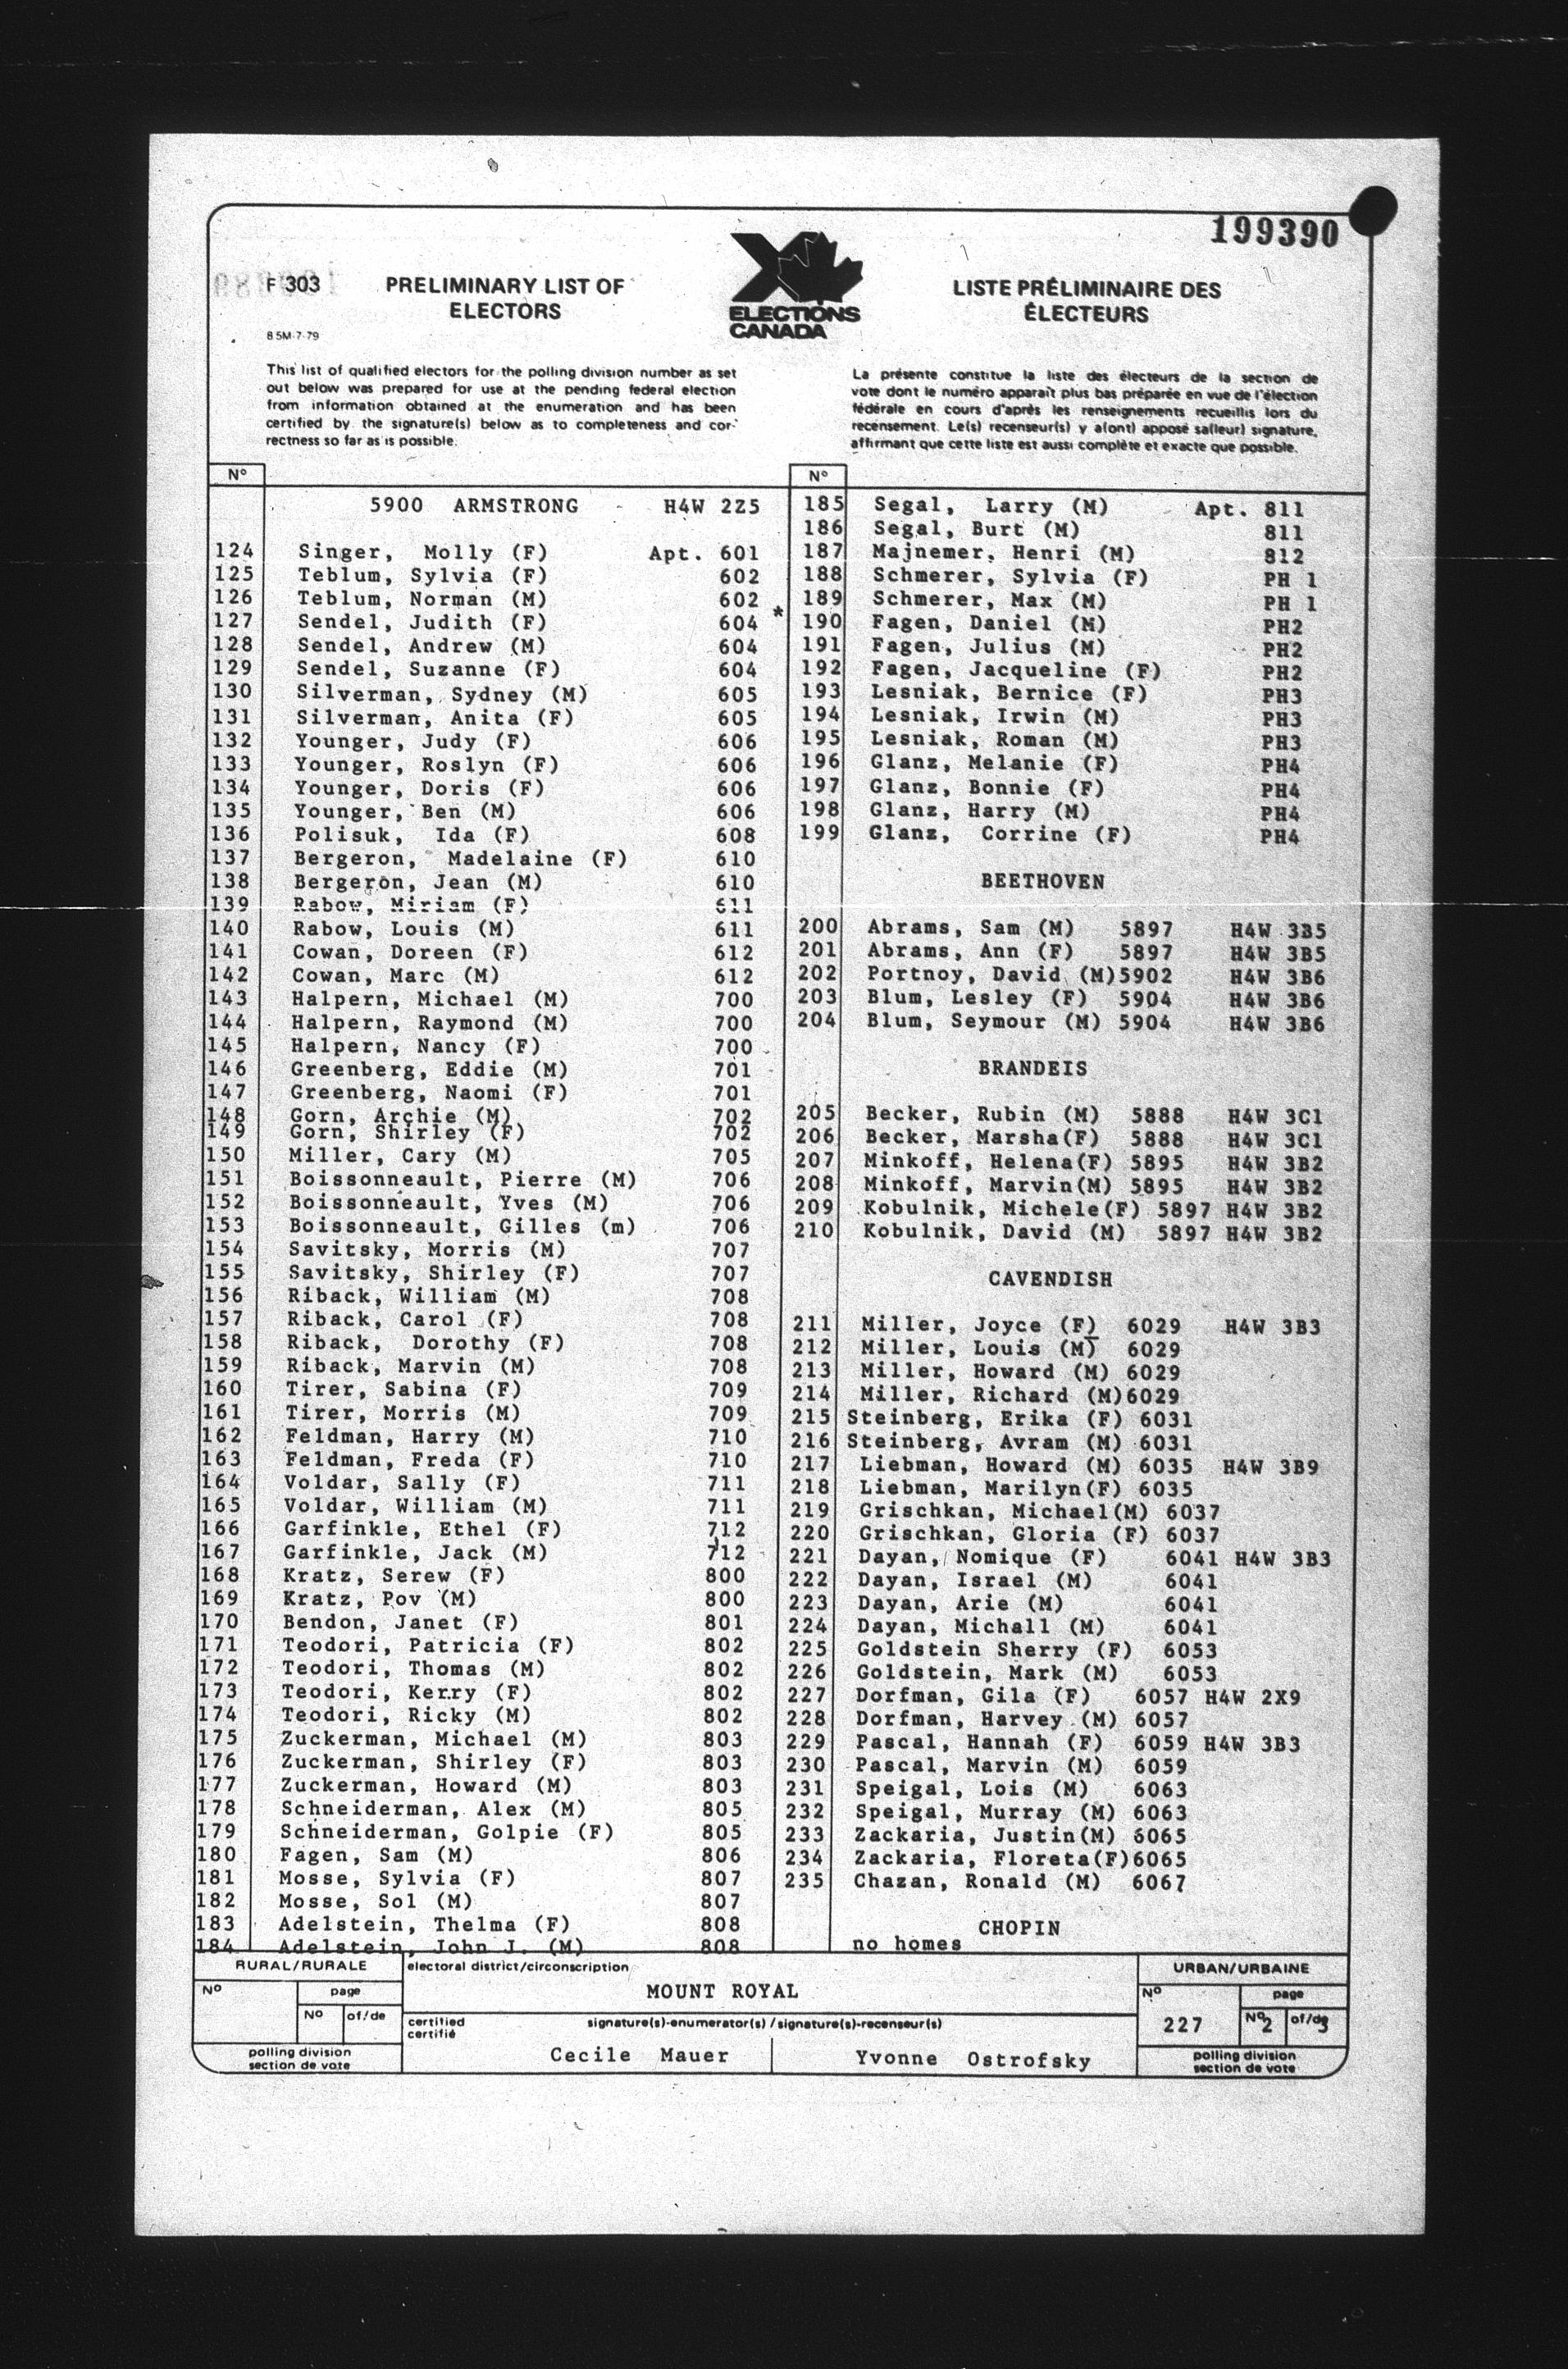 199390
F 303
PRELIMINARY LIST OF
ELECTORS
ELECTIONS
CANADA
LISTE PRÉLIMINAIRE DES
ÉLECTEURS
85M-7-79
This list of qualified electors for the polling division number as set
out below was prepared for use at the pending federal election
from information obtained at the enumeration and has been
certified by the signature(s) below as to completeness and cor-
rectness so far as is possible.
La présente constitue la liste des électeurs de la section de
vote dont le numéro apparaît plus bas préparée en vue de l'élection
fédérale en cours d'après les renseignements recueillis lors du
recensement. Le(s) recenseur(s) y a(ont) apposé sa(leur) signature,
affirmant que cette liste est aussi complète et exacte que possible.
Nº
5900 ARMSTRONG - H4W 2Z5
124 Singer, Molly (F) Apt. 601
125 Teblum, Sylvia (F) 602
126 Teblum, Norman (M) 602
127 Sendel, Judith (F) 604 *
128 Sendel, Andrew (M) 604
129 Sendel, Suzanne (F) 604
130 Silverman, Sydney (M) 605
131 Silverman, Anita (F) 605
132 Younger, Judy (F) 606
133 Younger, Roslyn (F) 606
134 Younger, Doris (F) 606
135 Younger, Ben (M) 606
136 Polisuk, Ida (F) 608
137 Bergeron, Madelaine (F) 610
138 Bergeron, Jean (M) 610
139 Rabow, Miriam (F) 611
140 Rabow, Louis (M) 611
141 Cowan, Doreen (F) 612
142 Cowan, Marc (M) 612
143 Halpern, Michael (M) 700
144 Halpern, Raymond (M) 700
145 Halpern, Nancy (F) 700
146 Greenberg, Eddie (M) 701
147 Greenberg, Naomi (F) 701
148 Gorn, Archie (M) 702
149 Gorn, Shirley (F) 702
150 Miller, Cary (M) 705
151 Boissonneault, Pierre (M) 706
152 Boissonneault, Yves (M) 706
153 Boissonneault, Gilles (m) 706
154 Savitsky, Morris (M) 707
155 Savitsky, Shirley (F) 707
156 Riback, William (M) 708
157 Riback, Carol (F) 708
158 Riback, Dorothy (F) 708
159 Riback, Marvin (M) 708
160 Tirer, Sabina (F) 709
161 Tirer, Morris (M) 709
162 Feldman, Harry (M) 710
163 Feldman, Freda (F) 710
164 Voldar, Sally (F) 711
165 Voldar, William (M) 711
166 Garfinkle, Ethel (F) 712
167 Garfinkle, Jack (M) 712
168 Kratz, Serew (F) 800
169 Kratz, Pov (M) 800
170 Bendon, Janet (F) 801
171 Teodori, Patricia (F) 802
172 Teodori, Thomas (M) 802
173 Teodori, Kerry (F) 802
174 Teodori, Ricky (M) 802
175 Zuckerman, Michael (M) 803
176 Zuckerman, Shirley (F) 803
177 Zuckerman, Howard (M) 803
178 Schneiderman, Alex (M) 805
179 Schneiderman, Golpie (F) 805
180 Fagen, Sam (M) 806
181 Mosse, Sylvia (F) 807
182 Mosse, Sol (M) 807
183 Adelstein, Thelma (F) 808
184 Adelstein, John J. (M) 808
Nº
185 Segal, Larry (M) Apt. 811
186 Segal, Burt (M) 811
187 Majnemer, Henri (M) 812
188 Schmerer, Sylvia (F) PH 1
189 Schmerer, Max (M) PH 1
190 Fagen, Daniel (M) PH2
191 Fagen, Julius (M) PH2
192 Fagen, Jacqueline (F) PH2
193 Lesniak, Bernice (F) PH3
194 Lesniak, Irwin (M) PH3
195 Lesniak, Roman (M) PH3
196 Glanz, Melanie (F) PH4
197 Glanz, Bonnie (F) PH4
198 Glanz, Harry (M) PH4
199 Glanz, Corrine (F) PH4
BEETHOVEN
200 Abrams, Sam (M) 5897 H4W 3B5
201 Abrams, Ann (F) 5897 H4W 3B5
202 Portnoy, David (M)5902 H4W 3B6
203 Blum, Lesley (F) 5904 H4W 3B6
204 Blum, Seymour (M) 5904 H4W 3B6
BRANDEIS
205 Becker, Rubin (M) 5888 H4W 3C1
206 Becker, Marsha(F) 5888 H4W 3C1
207 Minkoff, Helena(F) 5895 H4W 3B2
208 Minkoff, Marvin(M) 5895 H4W 3B2
209 Kobulnik, Michele(F) 5897 H4W 3B2
210 Kobulnik, David (M) 5897 H4W 3B2
CAVENDISH
211 Miller, Joyce (F) 6029 H4W 3B3
212 Miller, Louis (M) 6029
213 Miller, Howard (M) 6029
214 Miller, Richard (M)6029
215 Steinberg, Erika (F) 6031
216 Steinberg, Avram (M) 6031
217 Liebman, Howard (M) 6035 H4W 3B9
218 Liebman, Marilyn(F) 6035
219 Grischkan, Michael(M) 6037
220 Grischkan, Gloria (F) 6037
221 Dayan, Nomique (F) 6041 H4W 3B3
222 Dayan, Israel (M) 6041
223 Dayan, Arie (M) 6041
224 Dayan, Michall (M) 6041
225 Goldstein Sherry (F) 6053
226 Goldstein, Mark (M) 6053
227 Dorfman, Gila (F) 6057 H4W 2X9
228 Dorfman, Harvey (M) 6057
229 Pascal, Hannah (F) 6059 H4W 3B3
230 Pascal, Marvin (M) 6059
231 Speigal, Lois (M) 6063
232 Speigal, Murray (M) 6063
233 Zackaria, Justin(M) 6065
234 Zackaria, Floreta(F)6065
235 Chazan, Ronald (M) 6067
CHOPIN
no homes
RURAL/RURALE
Nº
page
Nº of/de
polling division
section de vote
electoral district/circonscription
MOUNT ROYAL
certified
certifié
signature(s)-enumerator(s) / signature(s)-recenseur(s)
Cecile Mauer
Yvonne Ostrofsky
URBAN/URBAINE
Nº
227
page
Nº 2 of/de 3
polling division
section de vote